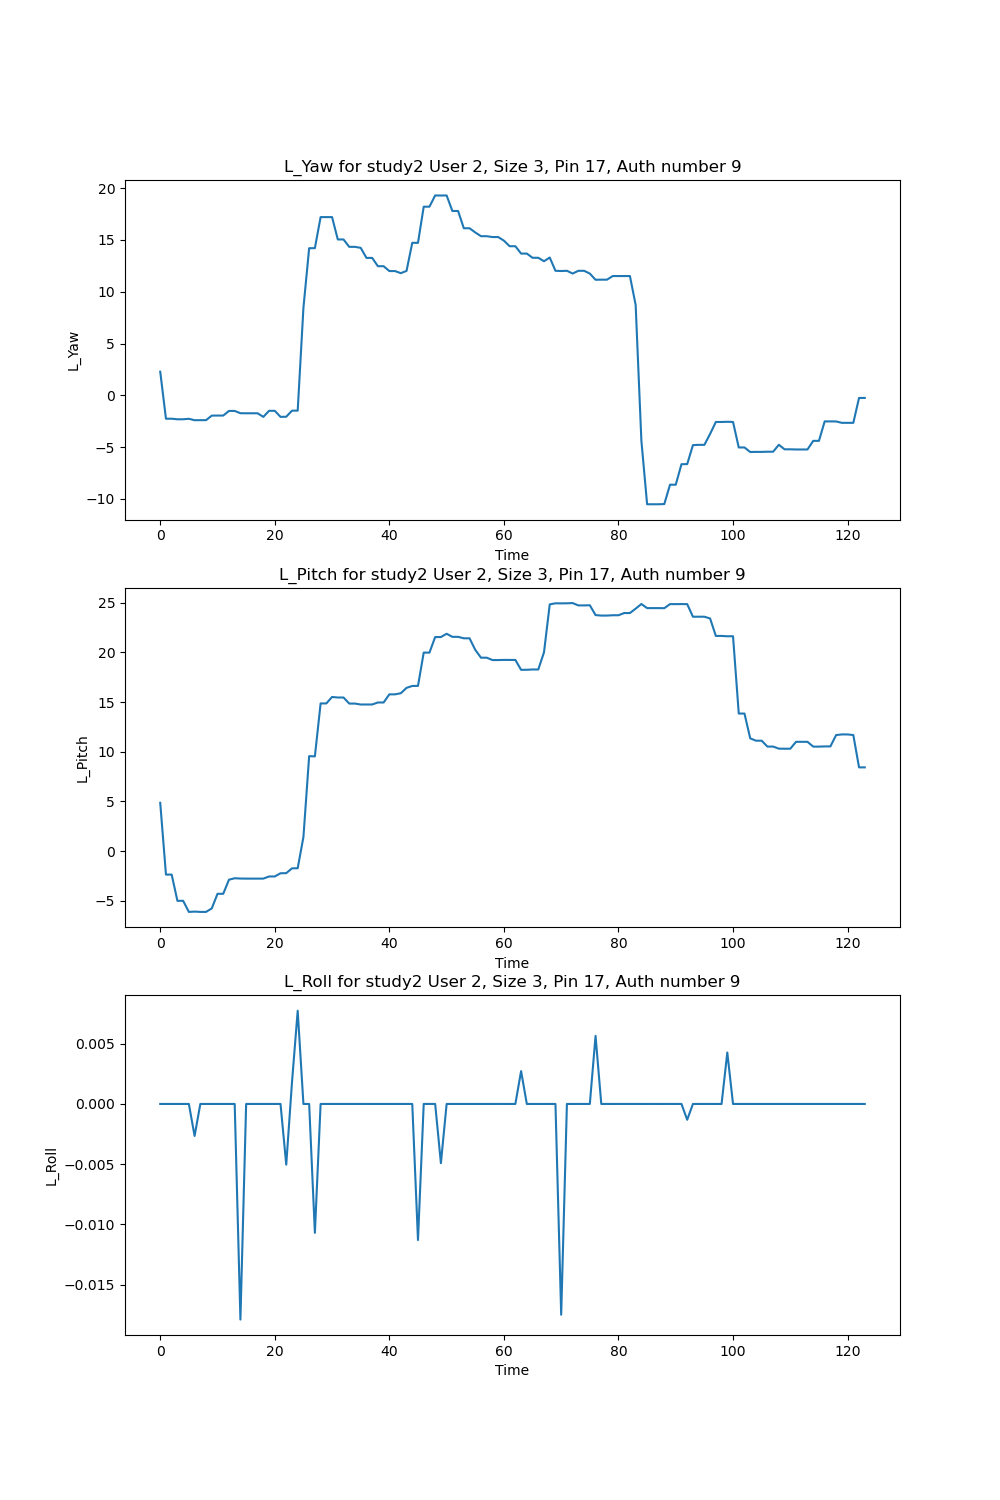 L_Yaw for study2 User 2, Size 3, Pin 17, Auth number 9
20
15
10
5
0
−5
−10
L_Yaw
0 20 40 60 80 100 120
Time
L_Pitch for study2 User 2, Size 3, Pin 17, Auth number 9
25
20
15
10
5
0
−5
L_Pitch
0 20 40 60 80 100 120
Time
L_Roll for study2 User 2, Size 3, Pin 17, Auth number 9
0.005
0.000
−0.005
−0.010
−0.015
L_Roll
0 20 40 60 80 100 120
Time